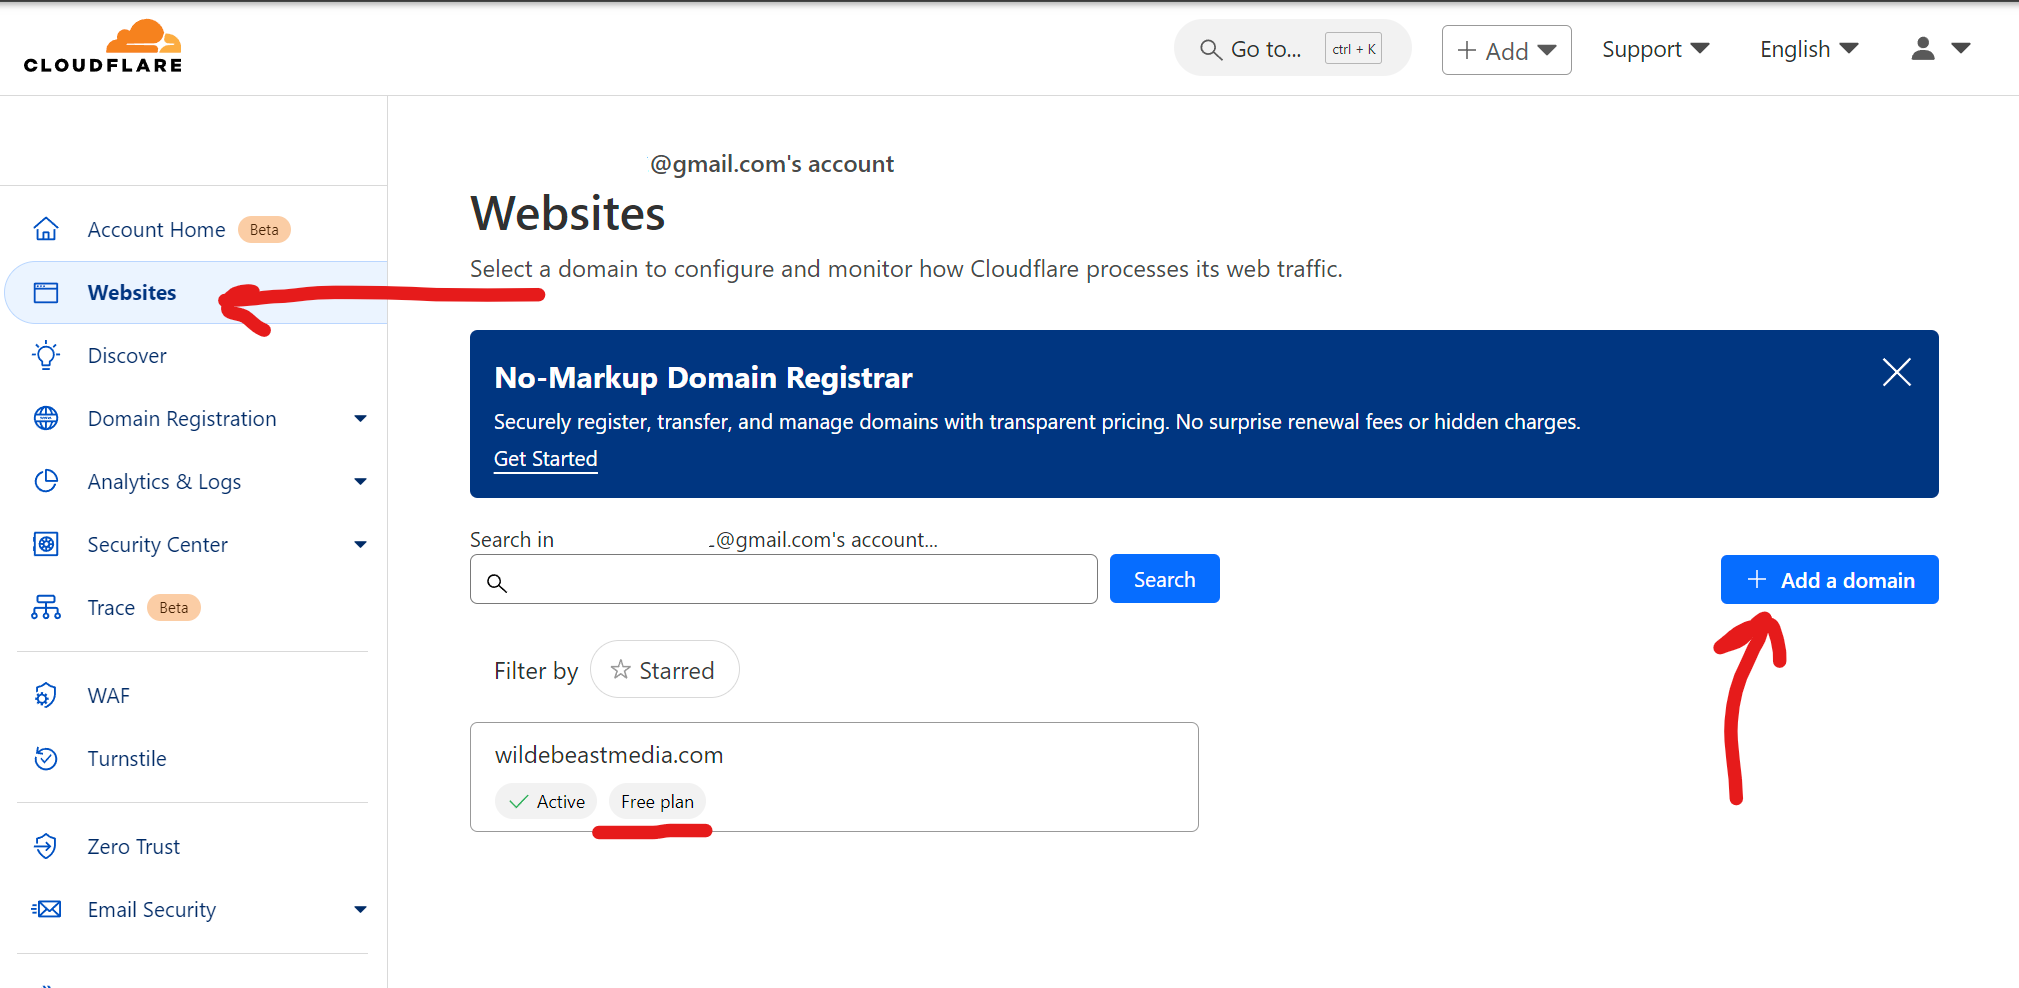 CLOUDFLARE
Go to... ctrl + K
+ Add
Support
English
@gmail.com's account
Websites
Select a domain to configure and monitor how Cloudflare processes its web traffic.
Account Home Beta
Websites
Discover
Domain Registration
Analytics & Logs
Security Center
Trace Beta
WAF
Turnstile
Zero Trust
Email Security
No-Markup Domain Registrar
Securely register, transfer, and manage domains with transparent pricing. No surprise renewal fees or hidden charges.
Get Started
Search in @gmail.com's account...
Search
+ Add a domain
Filter by Starred
wildebeastmedia.com
Active Free plan